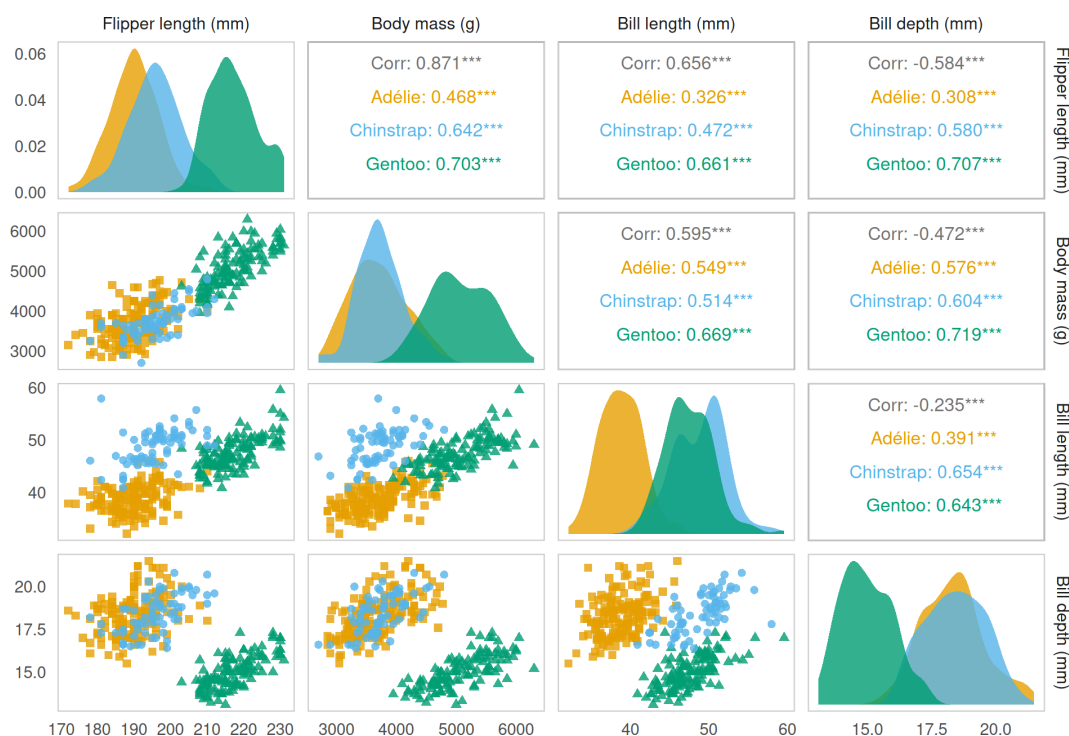 Flipper length (mm)
Body mass (g)
Bill length (mm)
Bill depth (mm)
0.06
0.04
0.02
0.00
Corr: 0.871***
Adélie: 0.468***
Chinstrap: 0.642***
Gentoo: 0.703***
Corr: 0.656***
Adélie: 0.326***
Chinstrap: 0.472***
Gentoo: 0.661***
Corr: -0.584***
Adélie: 0.308***
Chinstrap: 0.580***
Gentoo: 0.707***
Flipper length (mm)
6000
5000
4000
3000
Corr: 0.595***
Adélie: 0.549***
Chinstrap: 0.514***
Gentoo: 0.669***
Corr: -0.472***
Adélie: 0.576***
Chinstrap: 0.604***
Gentoo: 0.719***
Body mass (g)
60
50
40
Corr: -0.235***
Adélie: 0.391***
Chinstrap: 0.654***
Gentoo: 0.643***
Bill length (mm)
20.0
17.5
15.0
Bill depth (mm)
170 180 190 200 210 220 230
3000 4000 5000 6000
40 50 60
15.0 17.5 20.0